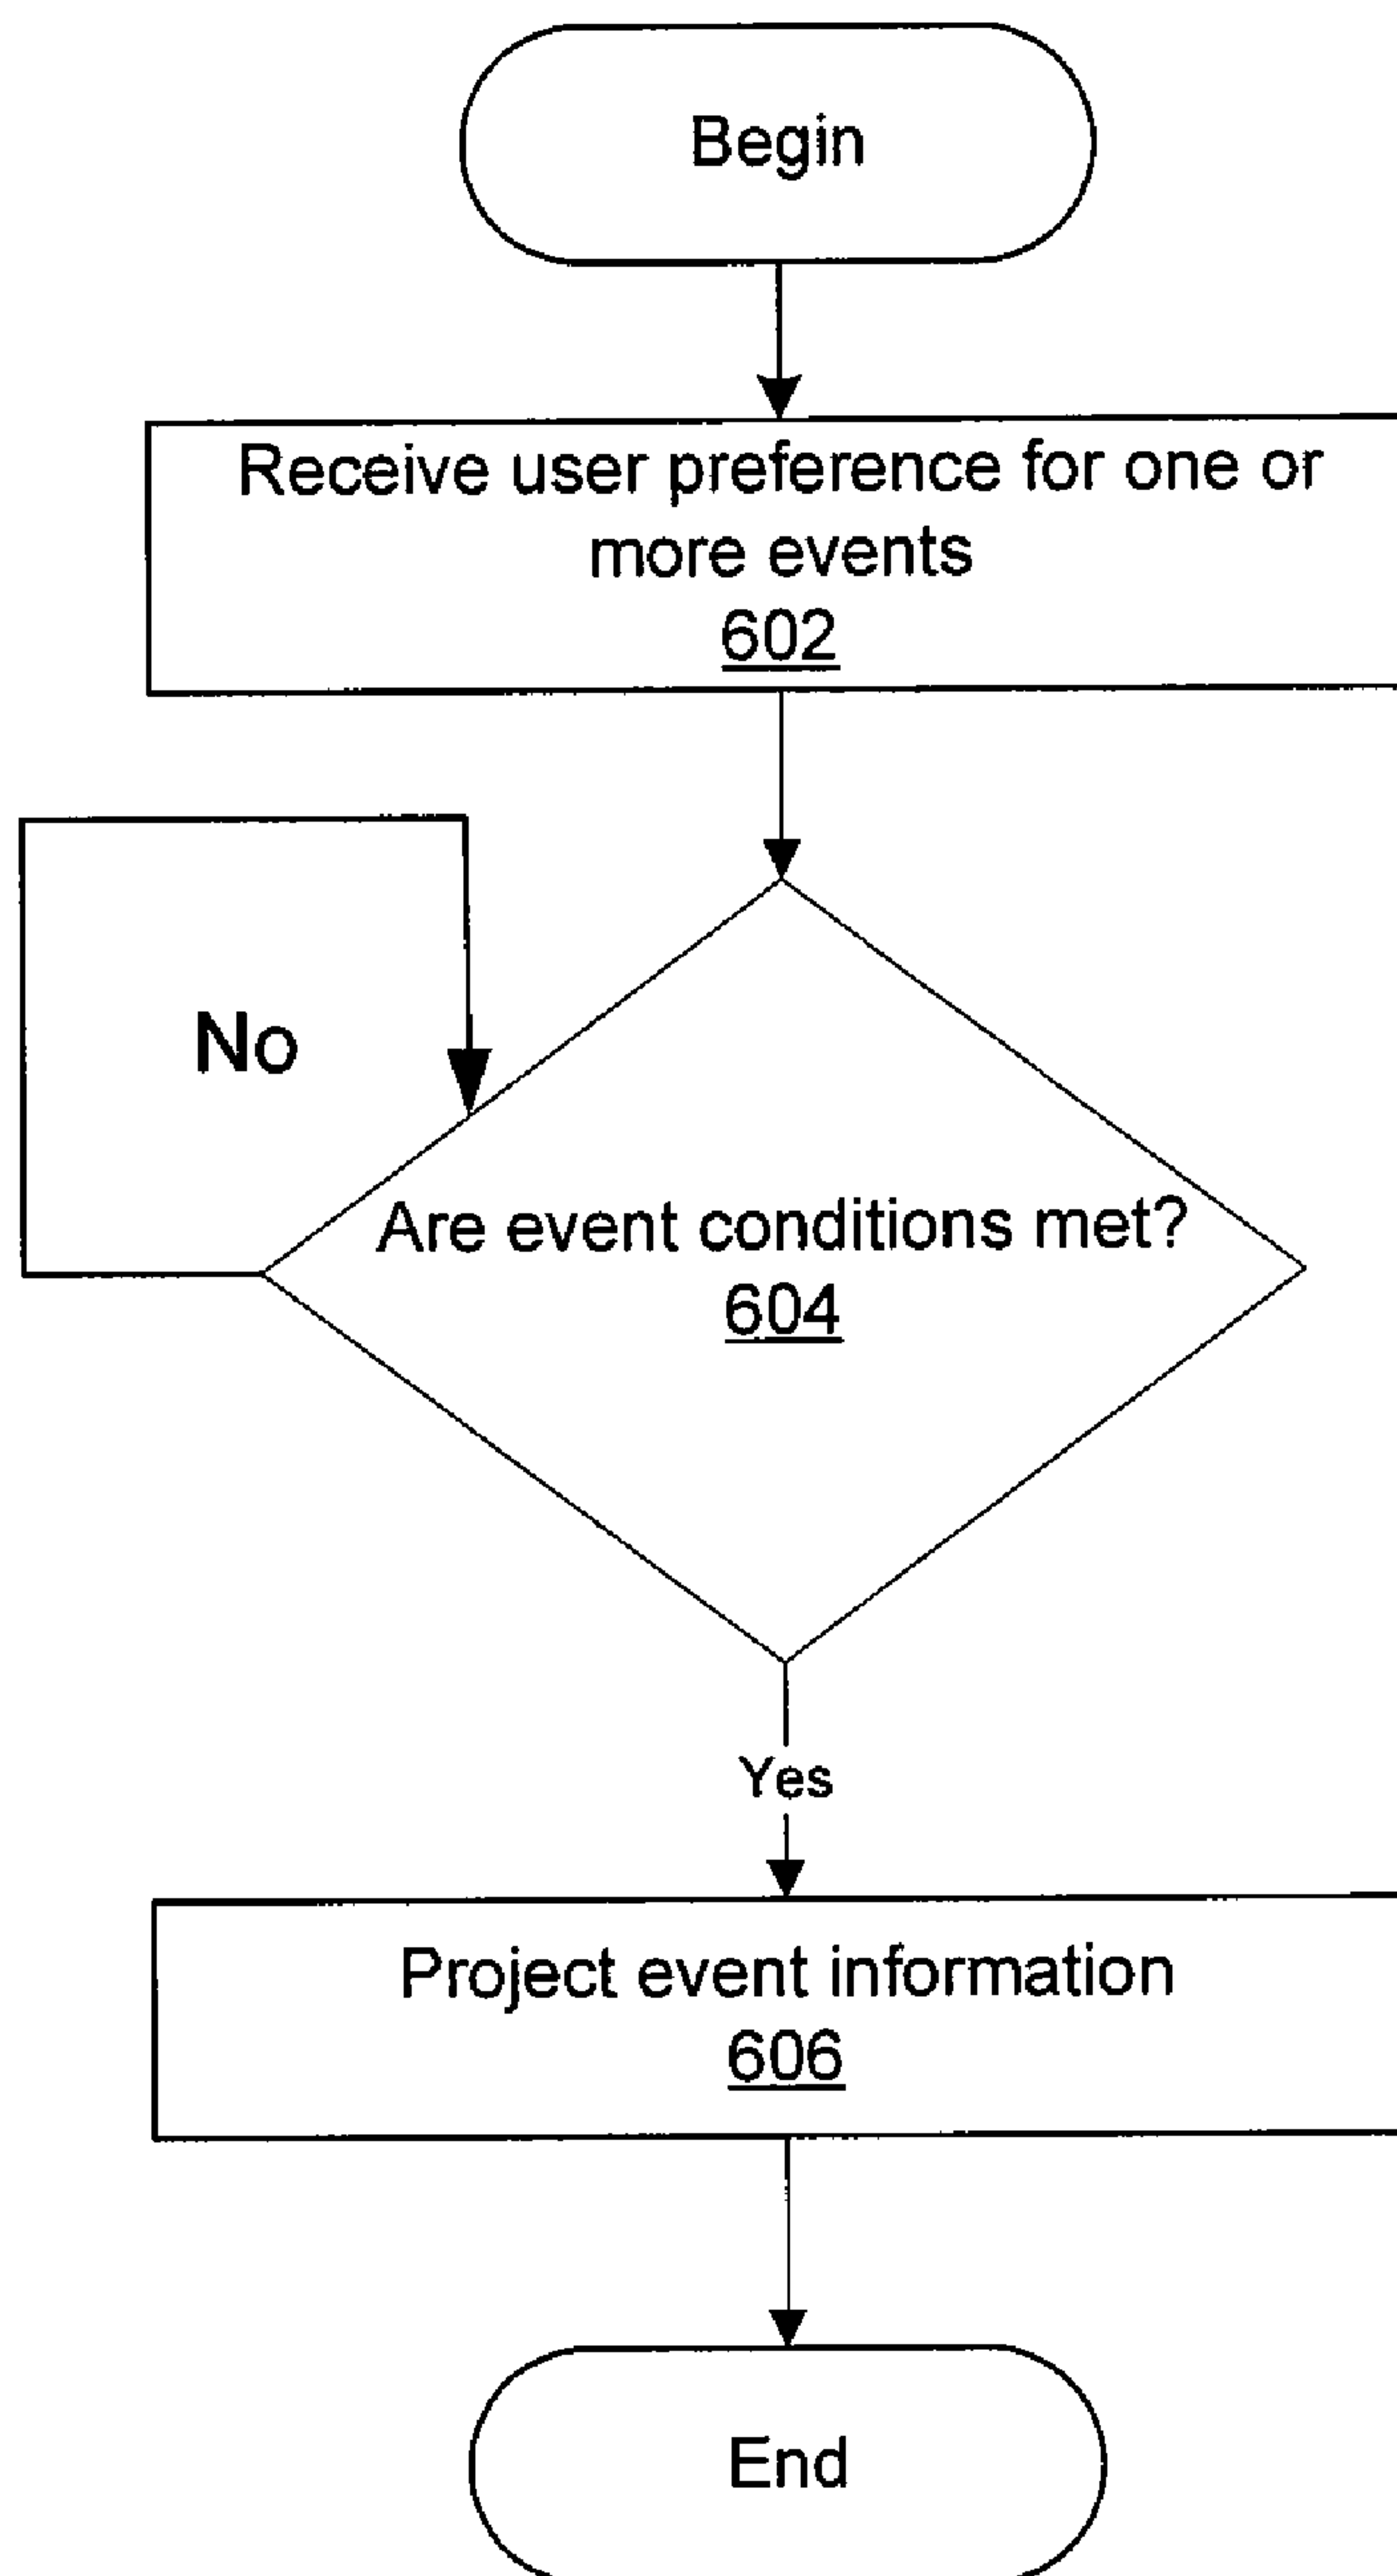 Begin
Receive user preference for one or
more events
602
No
Are event conditions met?
604
Yes
Project event information
606
End